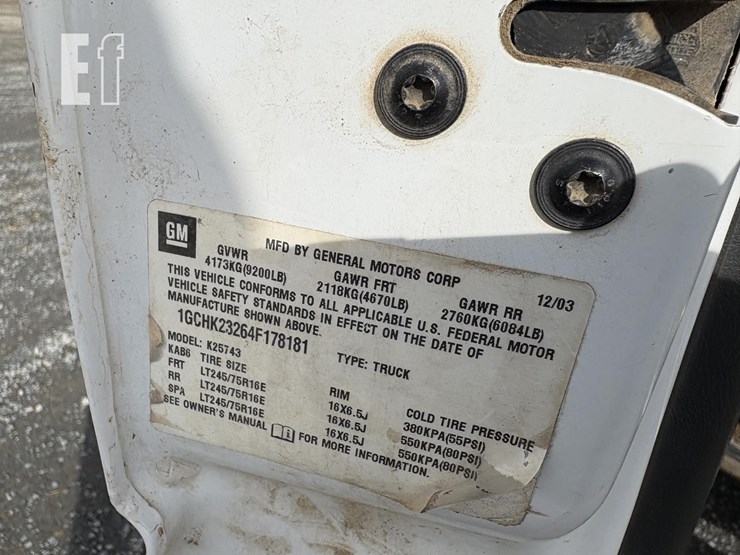 Ef
GM
MFD BY GENERAL MOTORS CORP
GVWR GAWR FRT GAWR RR 12/03
4173KG(9200LB) 2118KG(4670LB) 2760KG(6084LB)
THIS VEHICLE CONFORMS TO ALL APPLICABLE U.S. FEDERAL MOTOR
VEHICLE SAFETY STANDARDS IN EFFECT ON THE DATE OF
MANUFACTURE SHOWN ABOVE.
1GCHK23264F178181 TYPE: TRUCK
MODEL: K25743
KAB6 TIRE SIZE RIM COLD TIRE PRESSURE
FRT LT245/75R16E 16X6.5J 380KPA(55PSI)
RR LT245/75R16E 16X6.5J 550KPA(80PSI)
SPA LT245/75R16E 16X6.5J 550KPA(80PSI)
SEE OWNER'S MANUAL FOR MORE INFORMATION.